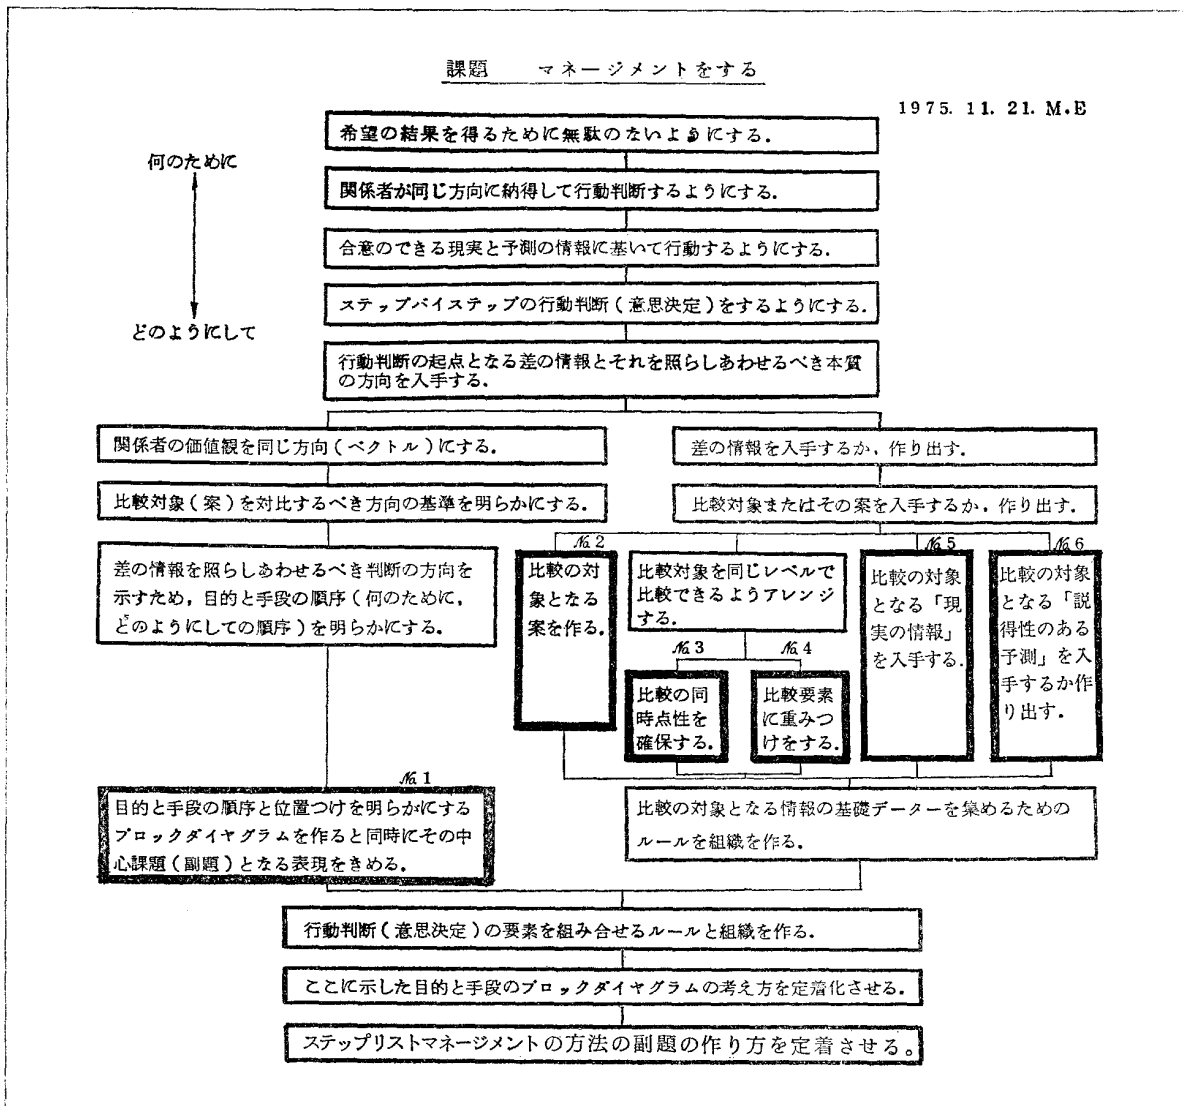 課題　マネージメントをする
1975. 11. 21. M.E
希望の結果を得るために無駄のないようにする.
何のために
関係者が同じ方向に納得して行動判断するようにする.
合意のできる現実と予測の情報に基いて行動するようにする.
ステップバイステップの行動判断(意思決定)をするようにする.
どのようにして
行動判断の起点となる差の情報とそれを照らしあわせるべき本質
の方向を入手する.
関係者の価値観を同じ方向(ベクトル)にする.
差の情報を入手するか, 作り出す.
比較対象(案)を対比するべき方向の基準を明らかにする.
比較対象またはその案を入手するか, 作り出す.
差の情報を照らしあわせるべき判断の方向を
示すため, 目的と手段の順序(何のために,
どのようにしての順序)を明らかにする.
№2
比較の対
象となる
案を作る.
比較対象を同じレベルで
比較できるようアレンジ
する.
№3
比較の同
時点性を
確保する.
№4
比較要素
に重みつ
けをする.
№5
比較の対象
となる「現
実の情報」
を入手する.
№6
比較の対象
となる「説
得性のある
予測」を入
手するか作
り出す.
№1
目的と手段の順序と位置つけを明らかにする
ブロックダイヤグラムを作ると同時にその中
心課題(副題)となる表現をきめる.
比較の対象となる情報の基礎データーを集めるための
ルールを組織を作る.
行動判断(意思決定)の要素を組み合せるルールと組織を作る.
ここに示した目的と手段のブロックダイヤグラムの考え方を定着化させる.
ステップリストマネージメントの方法の副題の作り方を定着させる。